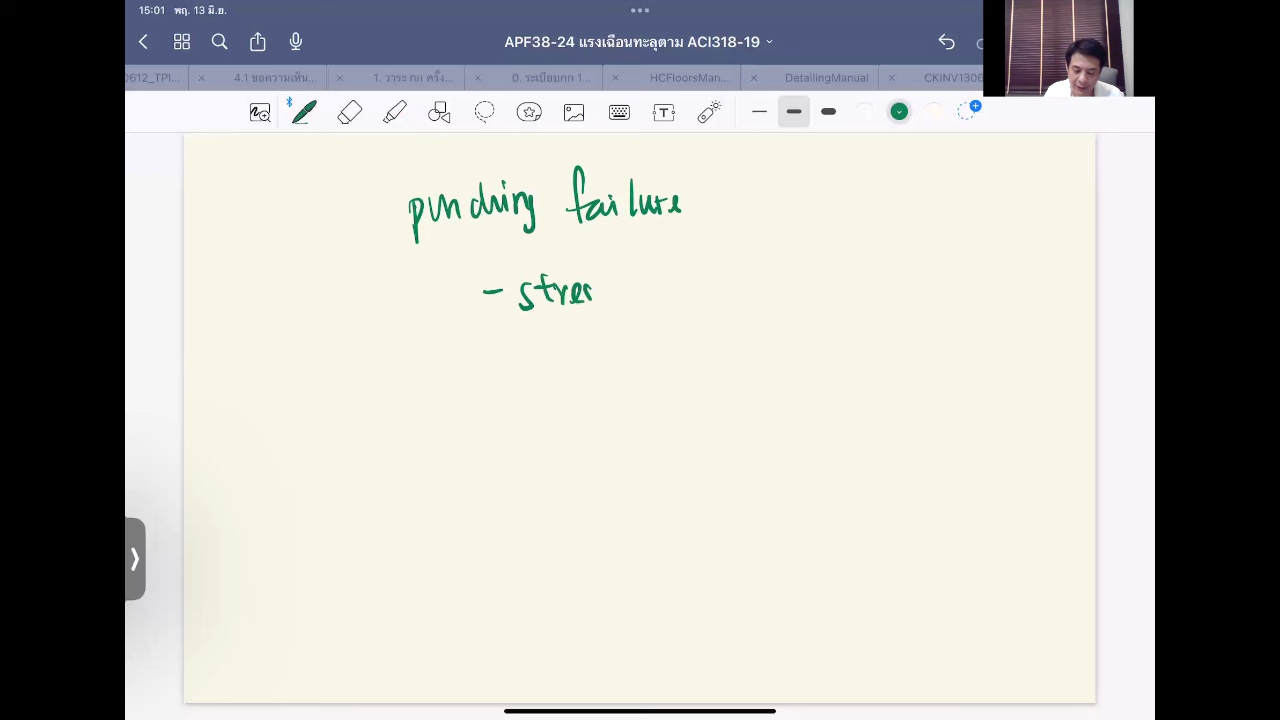 15:01 พฤ. 13 มิ.ย.
APF38-24 แรงเฉือนทะลุตาม ACI318-19
0612_TPI... × 4.1 ขอความเห็น... × 1. วาระ กก ครั้ง... × 0. ระเบียบกก 1... × HCFloorsMan... × DetailingManual × CKINV1306
T
punching failure
- stres